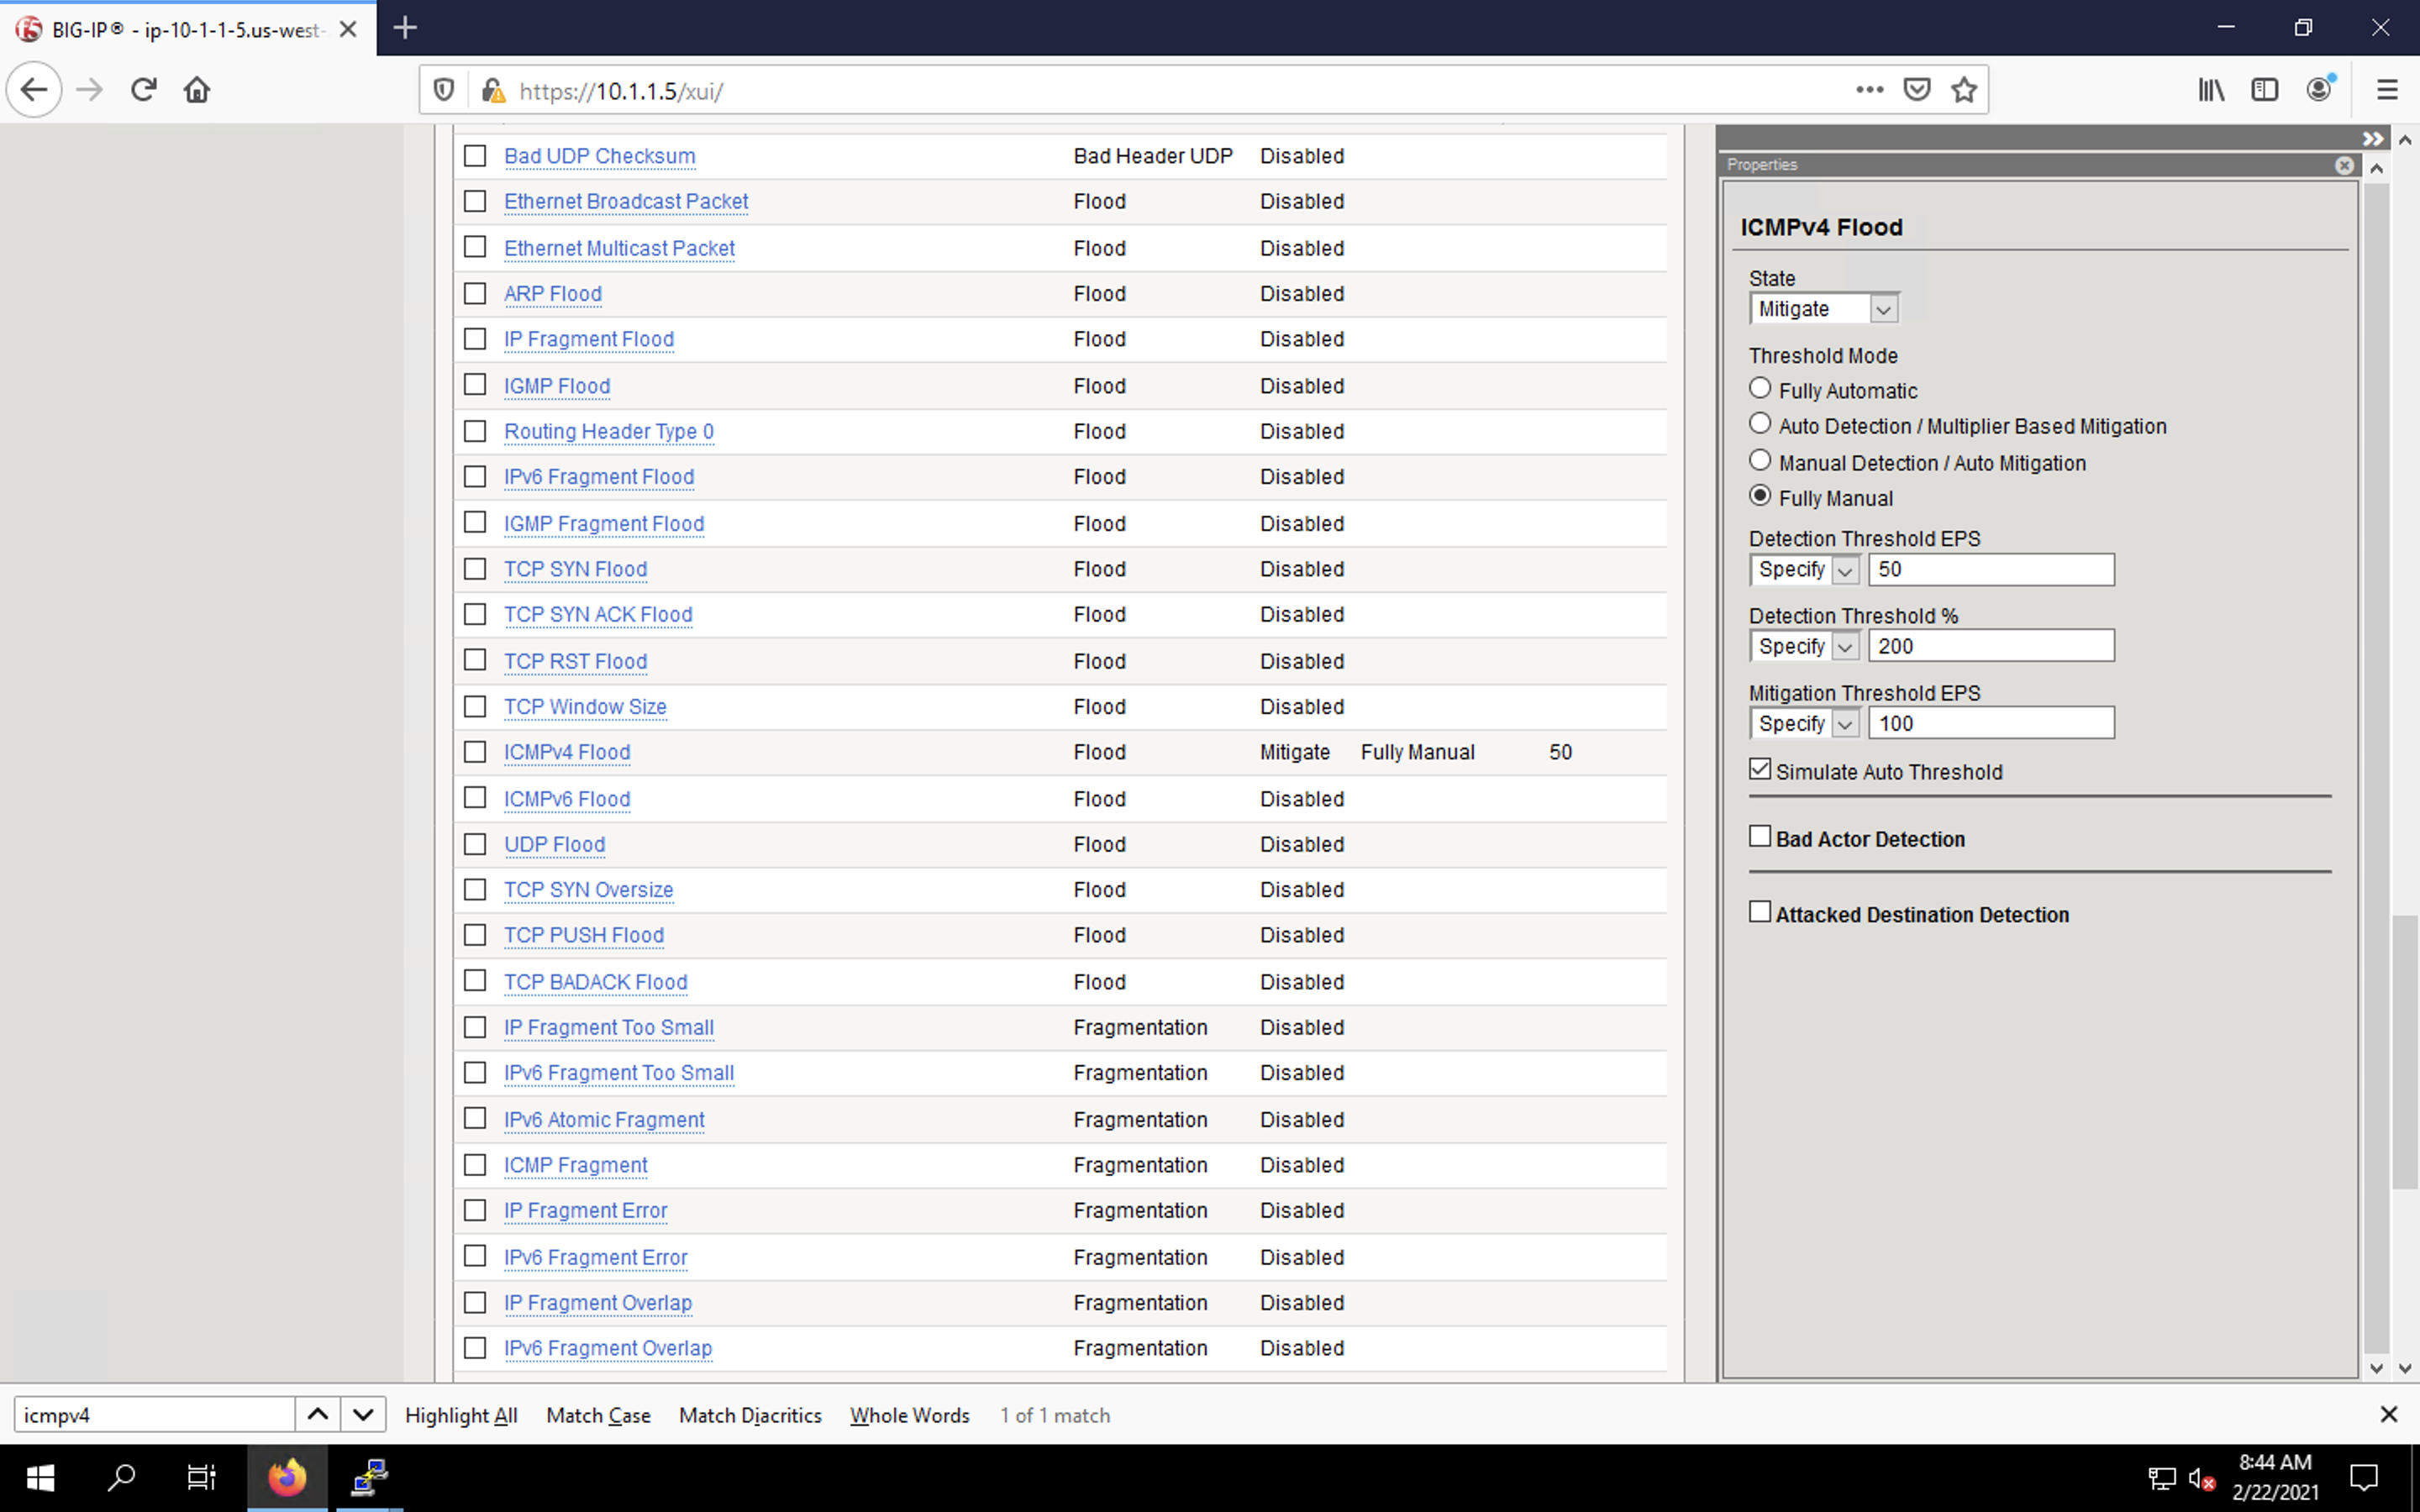 BIG-IP® - ip-10-1-1-5.us-west-
https://10.1.1.5/xui/
Bad UDP Checksum Bad Header UDP Disabled
Ethernet Broadcast Packet Flood Disabled
Ethernet Multicast Packet Flood Disabled
ARP Flood Flood Disabled
IP Fragment Flood Flood Disabled
IGMP Flood Flood Disabled
Routing Header Type 0 Flood Disabled
IPv6 Fragment Flood Flood Disabled
IGMP Fragment Flood Flood Disabled
TCP SYN Flood Flood Disabled
TCP SYN ACK Flood Flood Disabled
TCP RST Flood Flood Disabled
TCP Window Size Flood Disabled
ICMPv4 Flood Flood Mitigate Fully Manual 50
ICMPv6 Flood Flood Disabled
UDP Flood Flood Disabled
TCP SYN Oversize Flood Disabled
TCP PUSH Flood Flood Disabled
TCP BADACK Flood Flood Disabled
IP Fragment Too Small Fragmentation Disabled
IPv6 Fragment Too Small Fragmentation Disabled
IPv6 Atomic Fragment Fragmentation Disabled
ICMP Fragment Fragmentation Disabled
IP Fragment Error Fragmentation Disabled
IPv6 Fragment Error Fragmentation Disabled
IP Fragment Overlap Fragmentation Disabled
IPv6 Fragment Overlap Fragmentation Disabled
Properties
ICMPv4 Flood
State
Mitigate
Threshold Mode
Fully Automatic
Auto Detection / Multiplier Based Mitigation
Manual Detection / Auto Mitigation
Fully Manual
Detection Threshold EPS
Specify 50
Detection Threshold %
Specify 200
Mitigation Threshold EPS
Specify 100
Simulate Auto Threshold
Bad Actor Detection
Attacked Destination Detection
icmpv4 Highlight All Match Case Match Diacritics Whole Words 1 of 1 match
8:44 AM
2/22/2021